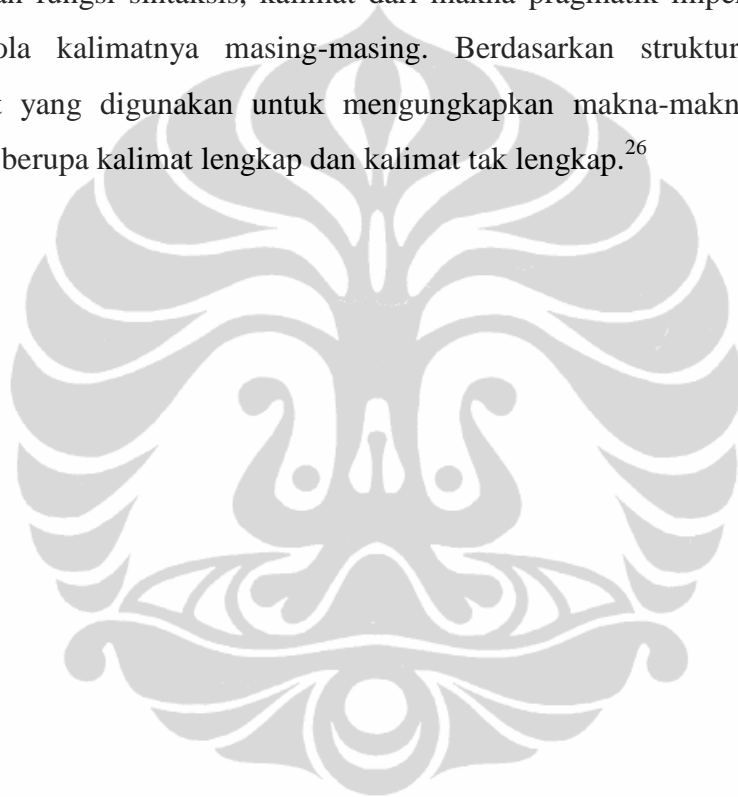 fungsi sintaksis, kalimat dari makna pragmatik
kalimatnya masing-masing. Berdasarkan struktur
yang digunakan untuk mengungkapkan
berupa kalimat lengkap dan kalimat tak lengkap.26